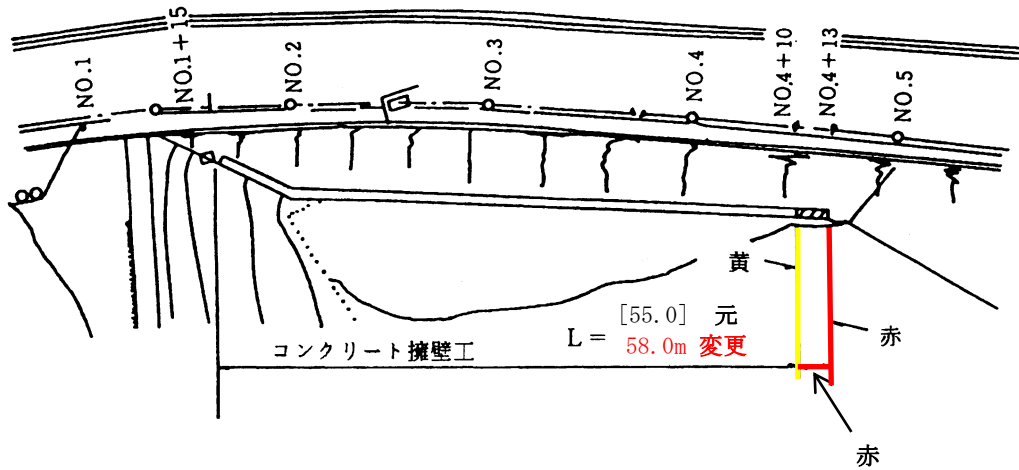 NO.1
NO.1+15
NO.2
NO.3
NO.4
NO.4+10
NO.4+13
NO.5
黄
[55.0] 元
L=
58.0m 変更
赤
コンクリート擁壁工
赤